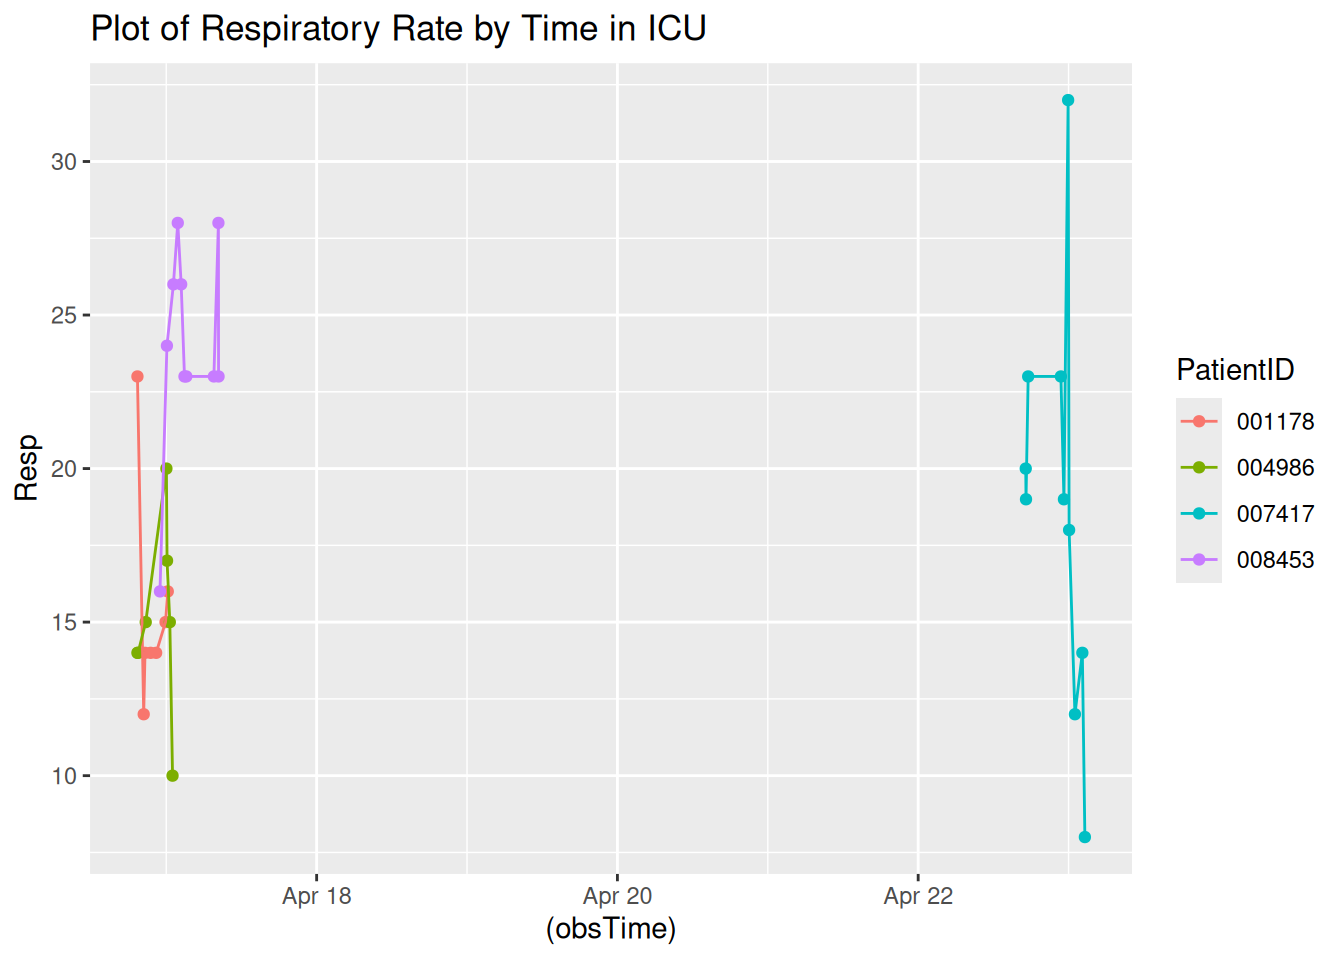 Plot of Respiratory Rate by Time in ICU
30
25
20
15
10
Resp
Apr 18
Apr 20
Apr 22
(obsTime)
PatientID
001178
004986
007417
008453